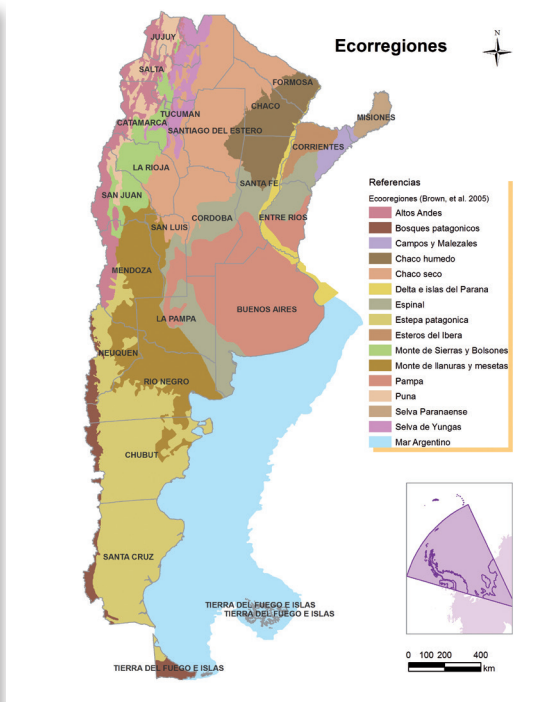 Ecorregiones
N
JUJUY
SALTA
FORMOSA
CHACO
MISIONES
TUCUMAN
CATAMARCA
SANTIAGO DEL ESTERO
CORRIENTES
LA RIOJA
SANTA FE
SAN JUAN
CORDOBA
ENTRE RIOS
SAN LUIS
MENDOZA
BUENOS AIRES
LA PAMPA
NEUQUEN
RIO NEGRO
CHUBUT
SANTA CRUZ
TIERRA DEL FUEGO E ISLAS
TIERRA DEL FUEGO E ISLAS
TIERRA DEL FUEGO E ISLAS
Referencias
Ecooregiones (Brown, et al. 2005)
Altos Andes
Bosques patagonicos
Campos y Malezales
Chaco humedo
Chaco seco
Delta e islas del Parana
Espinal
Estepa patagonica
Esteros del Ibera
Monte de Sierras y Bolsones
Monte de llanuras y mesetas
Pampa
Puna
Selva Paranaense
Selva de Yungas
Mar Argentino
0 100 200 400
km